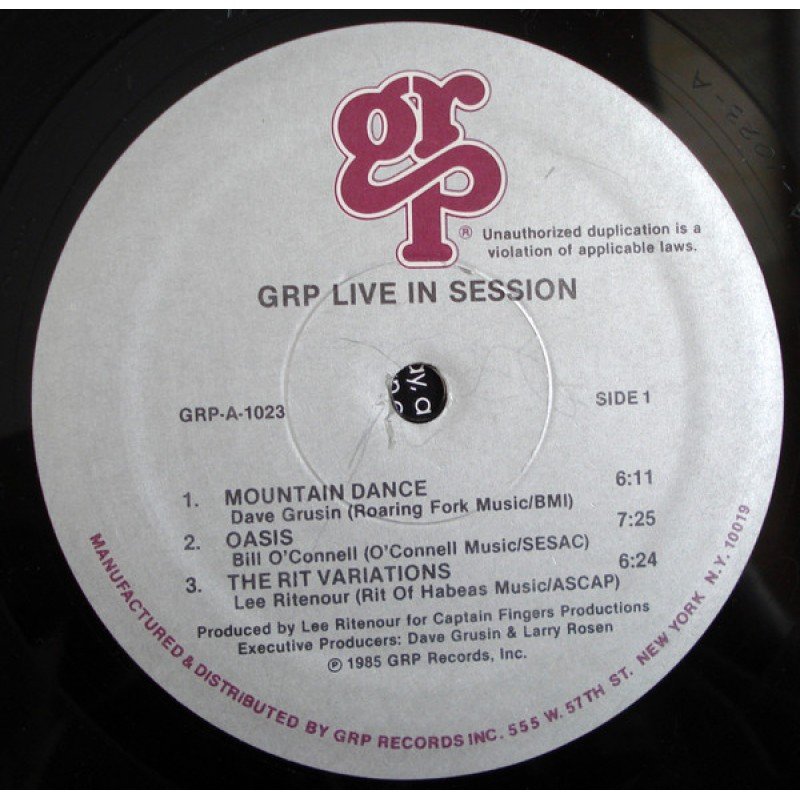 grp
® Unauthorized duplication is a
violation of applicable laws.
GRP LIVE IN SESSION
GRP-A-1023
SIDE 1
1. MOUNTAIN DANCE 6:11
Dave Grusin (Roaring Fork Music/BMI)
2. OASIS 7:25
Bill O'Connell (O'Connell Music/SESAC)
3. THE RIT VARIATIONS 6:24
Lee Ritenour (Rit Of Habeas Music/ASCAP)
Produced by Lee Ritenour for Captain Fingers Productions
Executive Producers: Dave Grusin & Larry Rosen
℗ 1985 GRP Records, Inc.
MANUFACTURED & DISTRIBUTED BY GRP RECORDS INC. 555 W. 57TH ST. NEW YORK N.Y. 10019